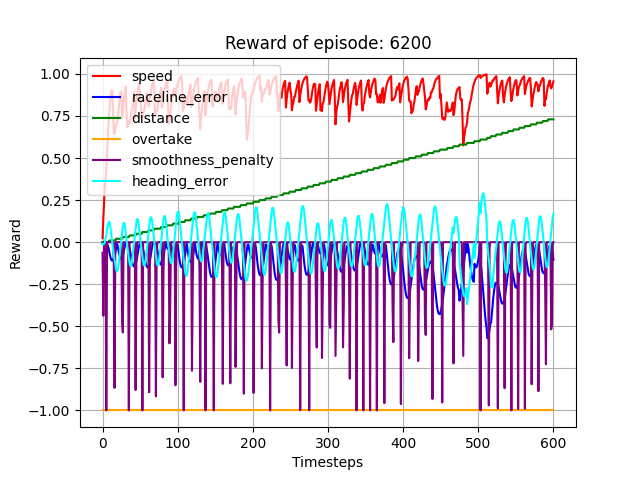 Reward of episode: 6200
speed
raceline_error
distance
overtake
smoothness_penalty
heading_error
1.00
0.75
0.50
0.25
0.00
−0.25
−0.50
−0.75
−1.00
Reward
0 100 200 300 400 500 600
Timesteps